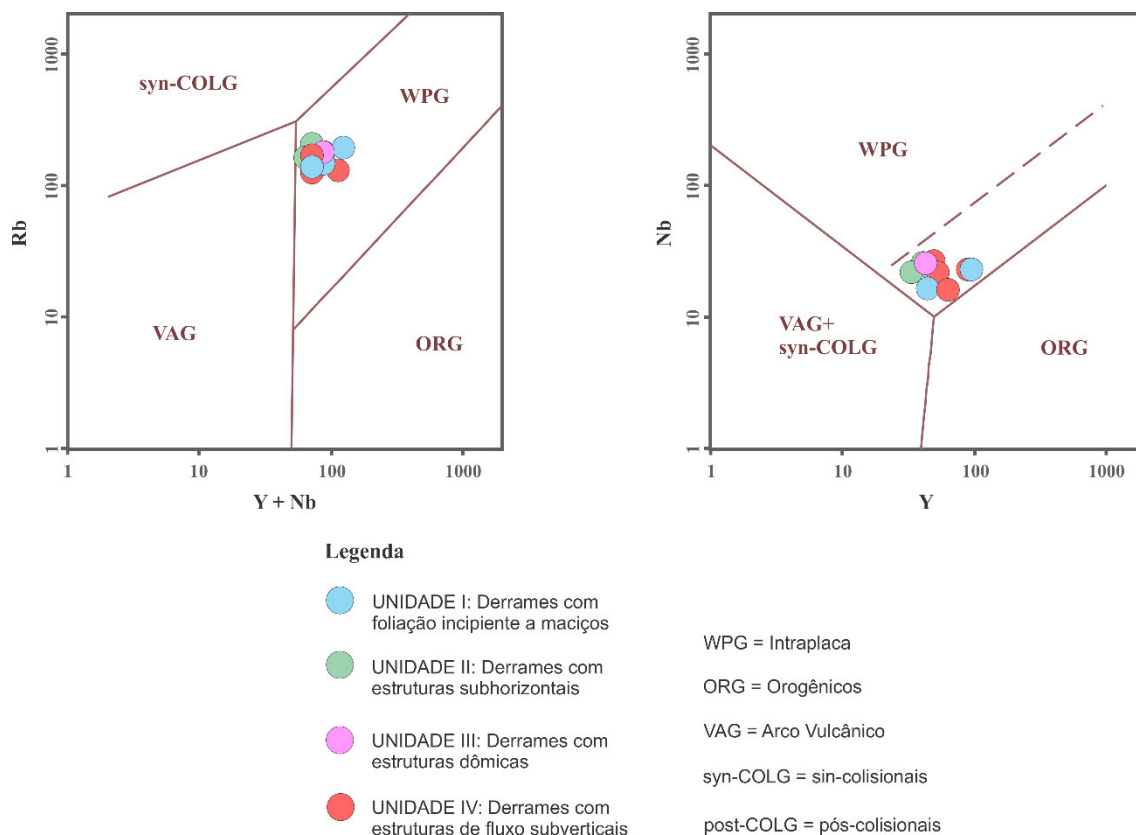 syn-COLG
WPG
VAG
ORG
Rb
1000
100
10
1
1
10
100
1000
Y + Nb
WPG
VAG+
syn-COLG
ORG
Nb
1000
100
10
1
1
10
100
1000
Y
Legenda
UNIDADE I: Derrames com
foliação incipiente a maciços
UNIDADE II: Derrames com
estruturas subhorizontais
UNIDADE III: Derrames com
estruturas dômicas
UNIDADE IV: Derrames com
estruturas de fluxo subverticais
WPG = Intraplaca
ORG = Orogênicos
VAG = Arco Vulcânico
syn-COLG = sin-colisionais
post-COLG = pós-colisionais